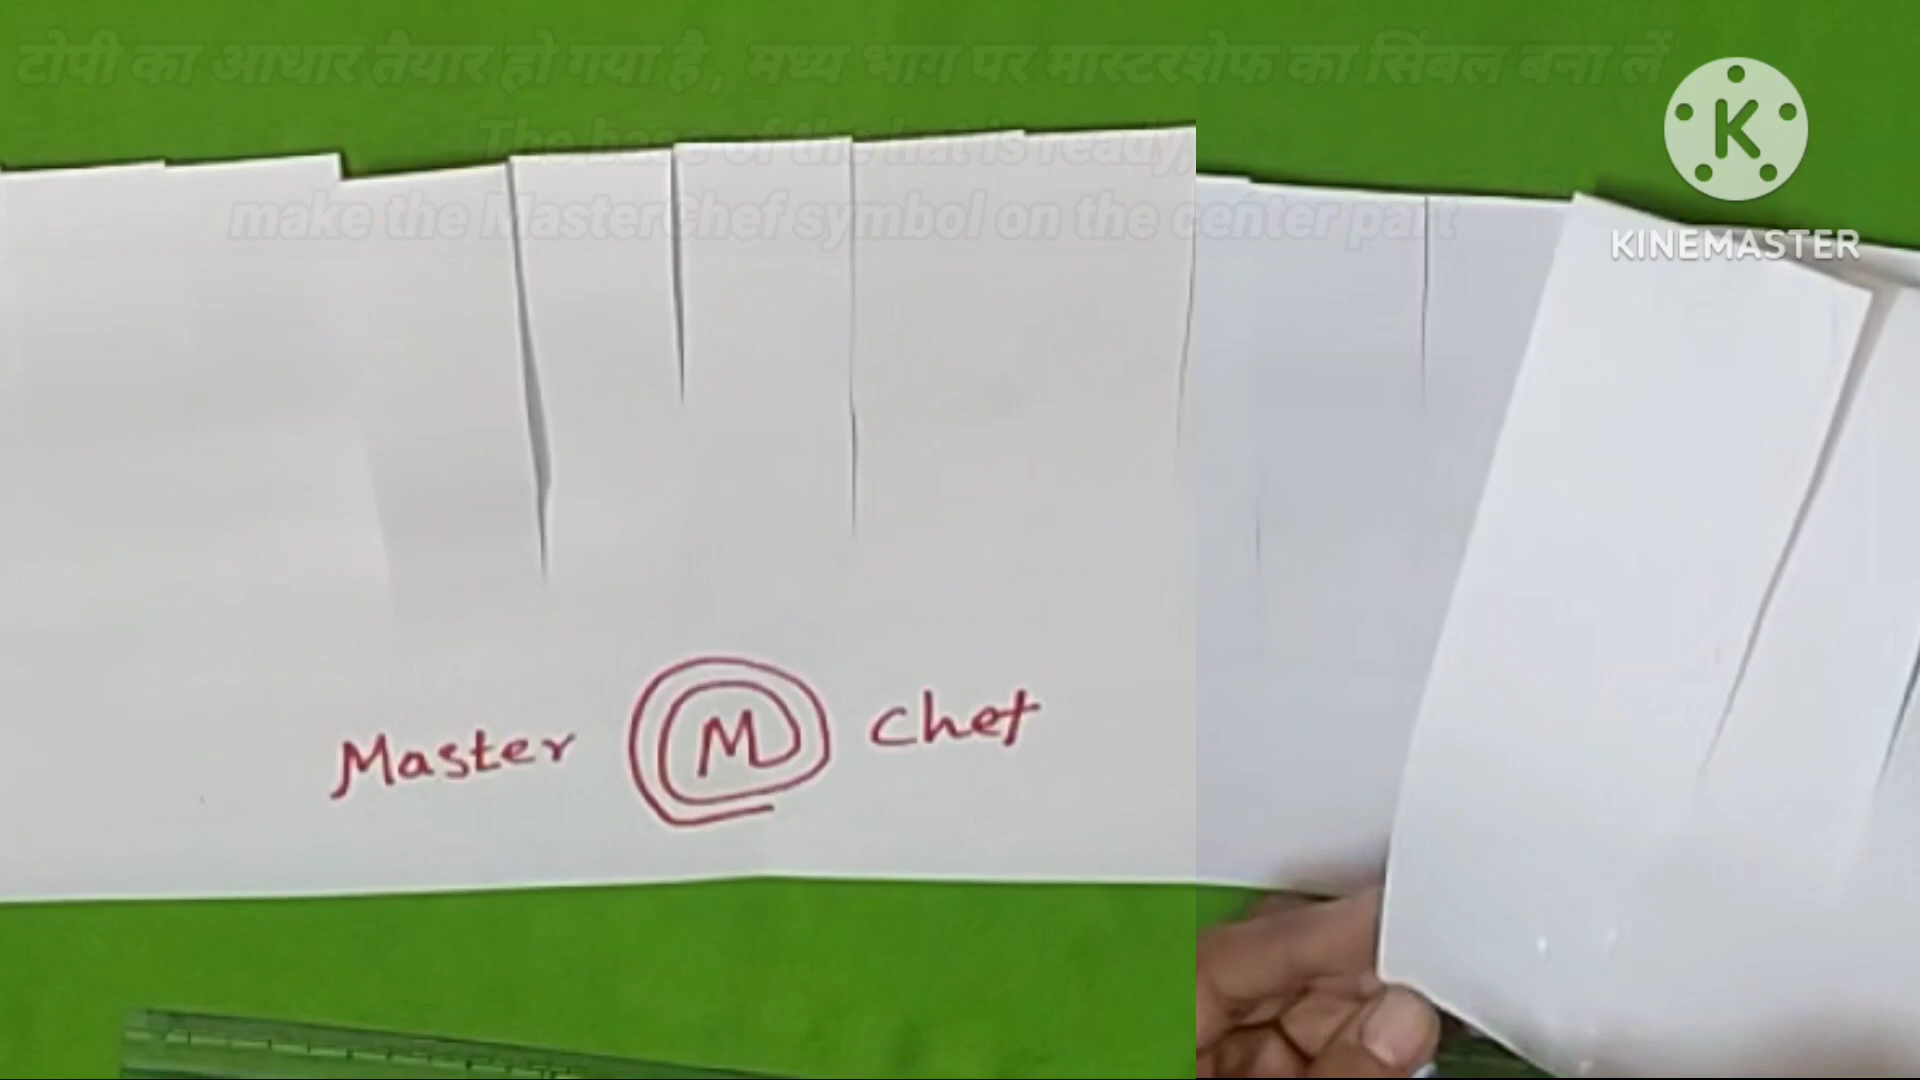 टोपी का आधार तैयार हो गया है, मध्य भाग पर मास्टरशेफ का सिंबल बना लें
The base of the hat is ready,
make the MasterChef symbol on the center part
K
KINEMASTER
Master M Chef